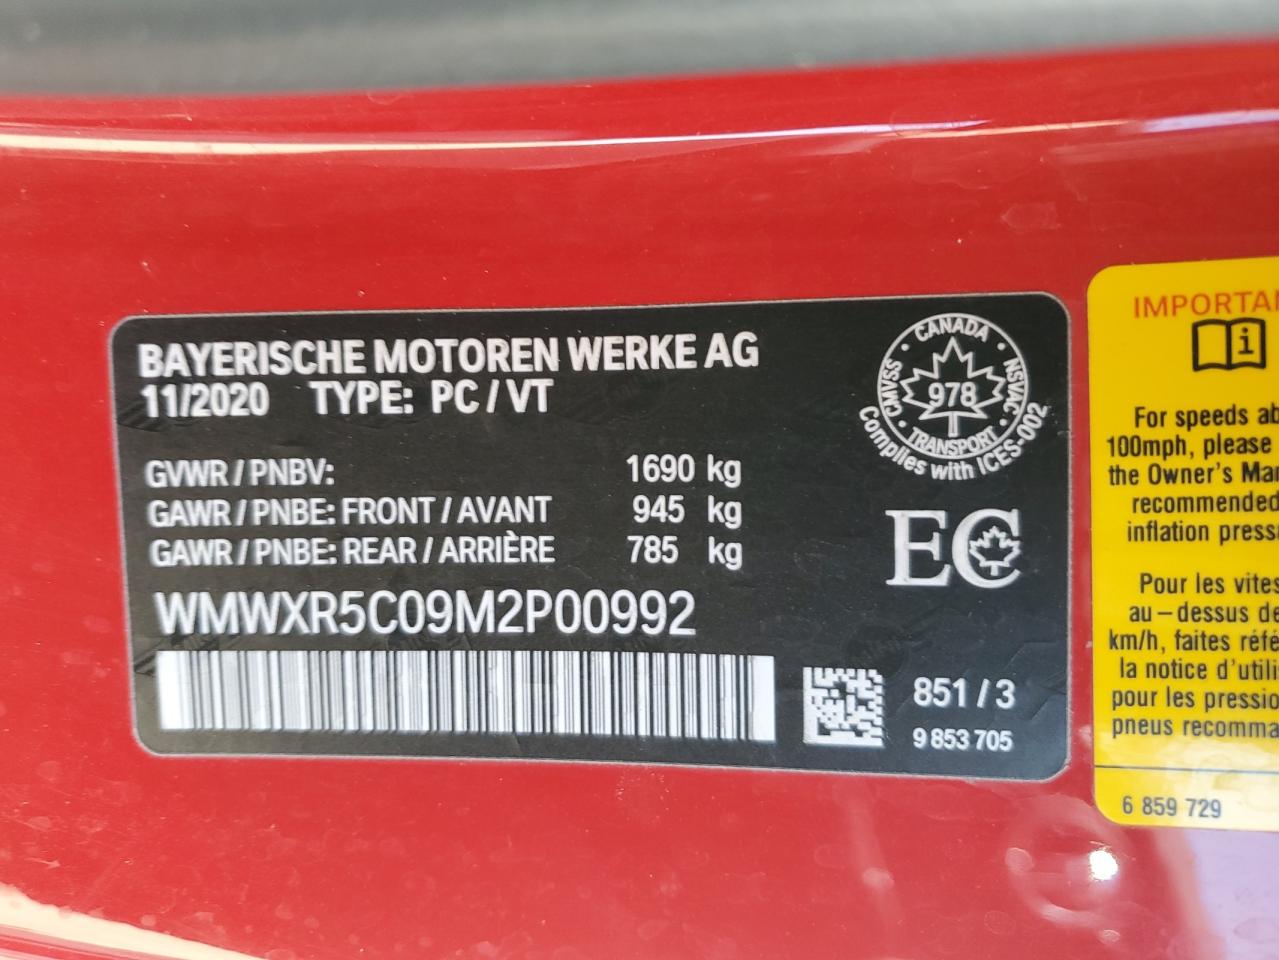 BAYERISCHE MOTOREN WERKE AG
11/2020 TYPE: PC / VT
GVWR / PNBV: 1690 kg
GAWR / PNBE: FRONT / AVANT 945 kg
GAWR / PNBE: REAR / ARRIÈRE 785 kg
WMWXR5C09M2P00992
851 / 3
9 853 705
CANADA
CMVSS • NSVAC
978
TRANSPORT
Complies with ICES-002
EC
IMPORTA
i
For speeds ab
100mph, please
the Owner's Ma
recommended
inflation press
Pour les vites
au – dessus de
km/h, faites réfé
la notice d'utili
pour les pressio
pneus recomma
6 859 729